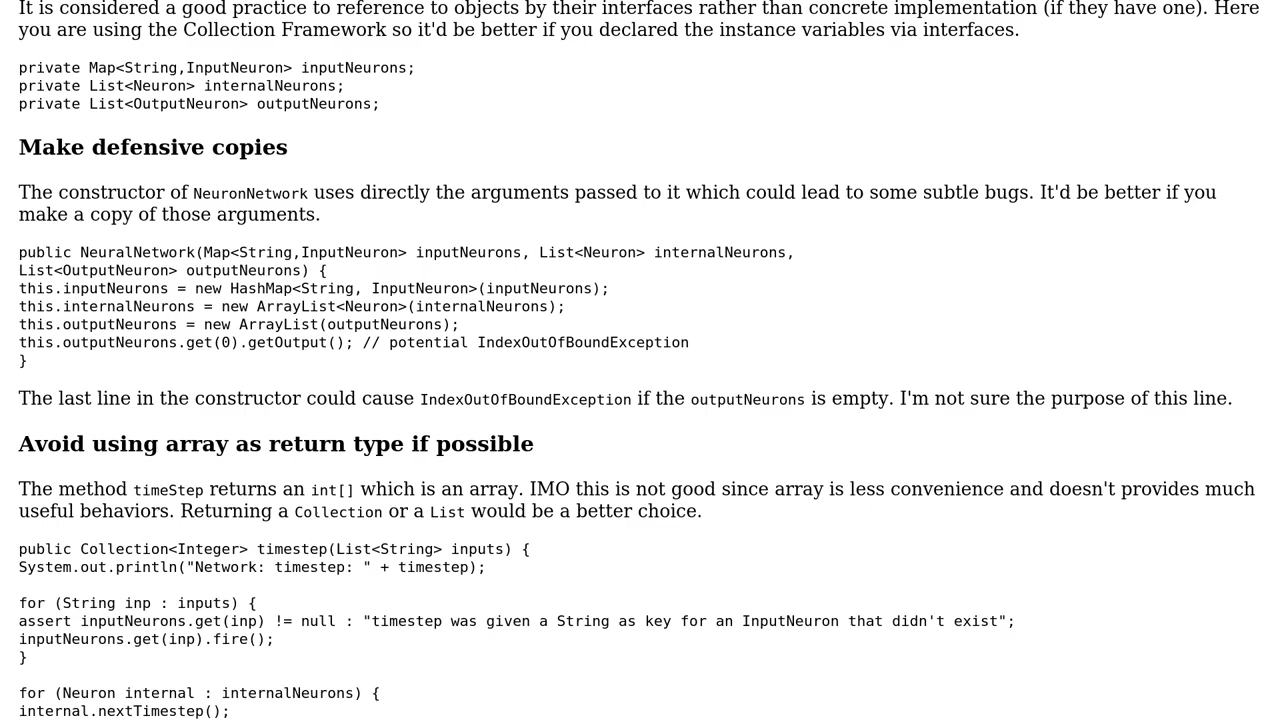 It is considered a good practice to reference to objects by their interfaces rather than concrete implementation (if they have one). Here
you are using the Collection Framework so it'd be better if you declared the instance variables via interfaces.
private Map<String,InputNeuron> inputNeurons;
private List<Neuron> internalNeurons;
private List<OutputNeuron> outputNeurons;
Make defensive copies
The constructor of NeuronNetwork uses directly the arguments passed to it which could lead to some subtle bugs. It'd be better if you
make a copy of those arguments.
public NeuralNetwork(Map<String,InputNeuron> inputNeurons, List<Neuron> internalNeurons,
List<OutputNeuron> outputNeurons) {
this.inputNeurons = new HashMap<String, InputNeuron>(inputNeurons);
this.internalNeurons = new ArrayList<Neuron>(internalNeurons);
this.outputNeurons = new ArrayList(outputNeurons);
this.outputNeurons.get(0).getOutput(); // potential IndexOutOfBoundException
}
The last line in the constructor could cause IndexOutOfBoundException if the outputNeurons is empty. I'm not sure the purpose of this line.
Avoid using array as return type if possible
The method timeStep returns an int[] which is an array. IMO this is not good since array is less convenience and doesn't provides much
useful behaviors. Returning a Collection or a List would be a better choice.
public Collection<Integer> timestep(List<String> inputs) {
System.out.println("Network: timestep: " + timestep);
for (String inp : inputs) {
assert inputNeurons.get(inp) != null : "timestep was given a String as key for an InputNeuron that didn't exist";
inputNeurons.get(inp).fire();
}
for (Neuron internal : internalNeurons) {
internal.nextTimestep();